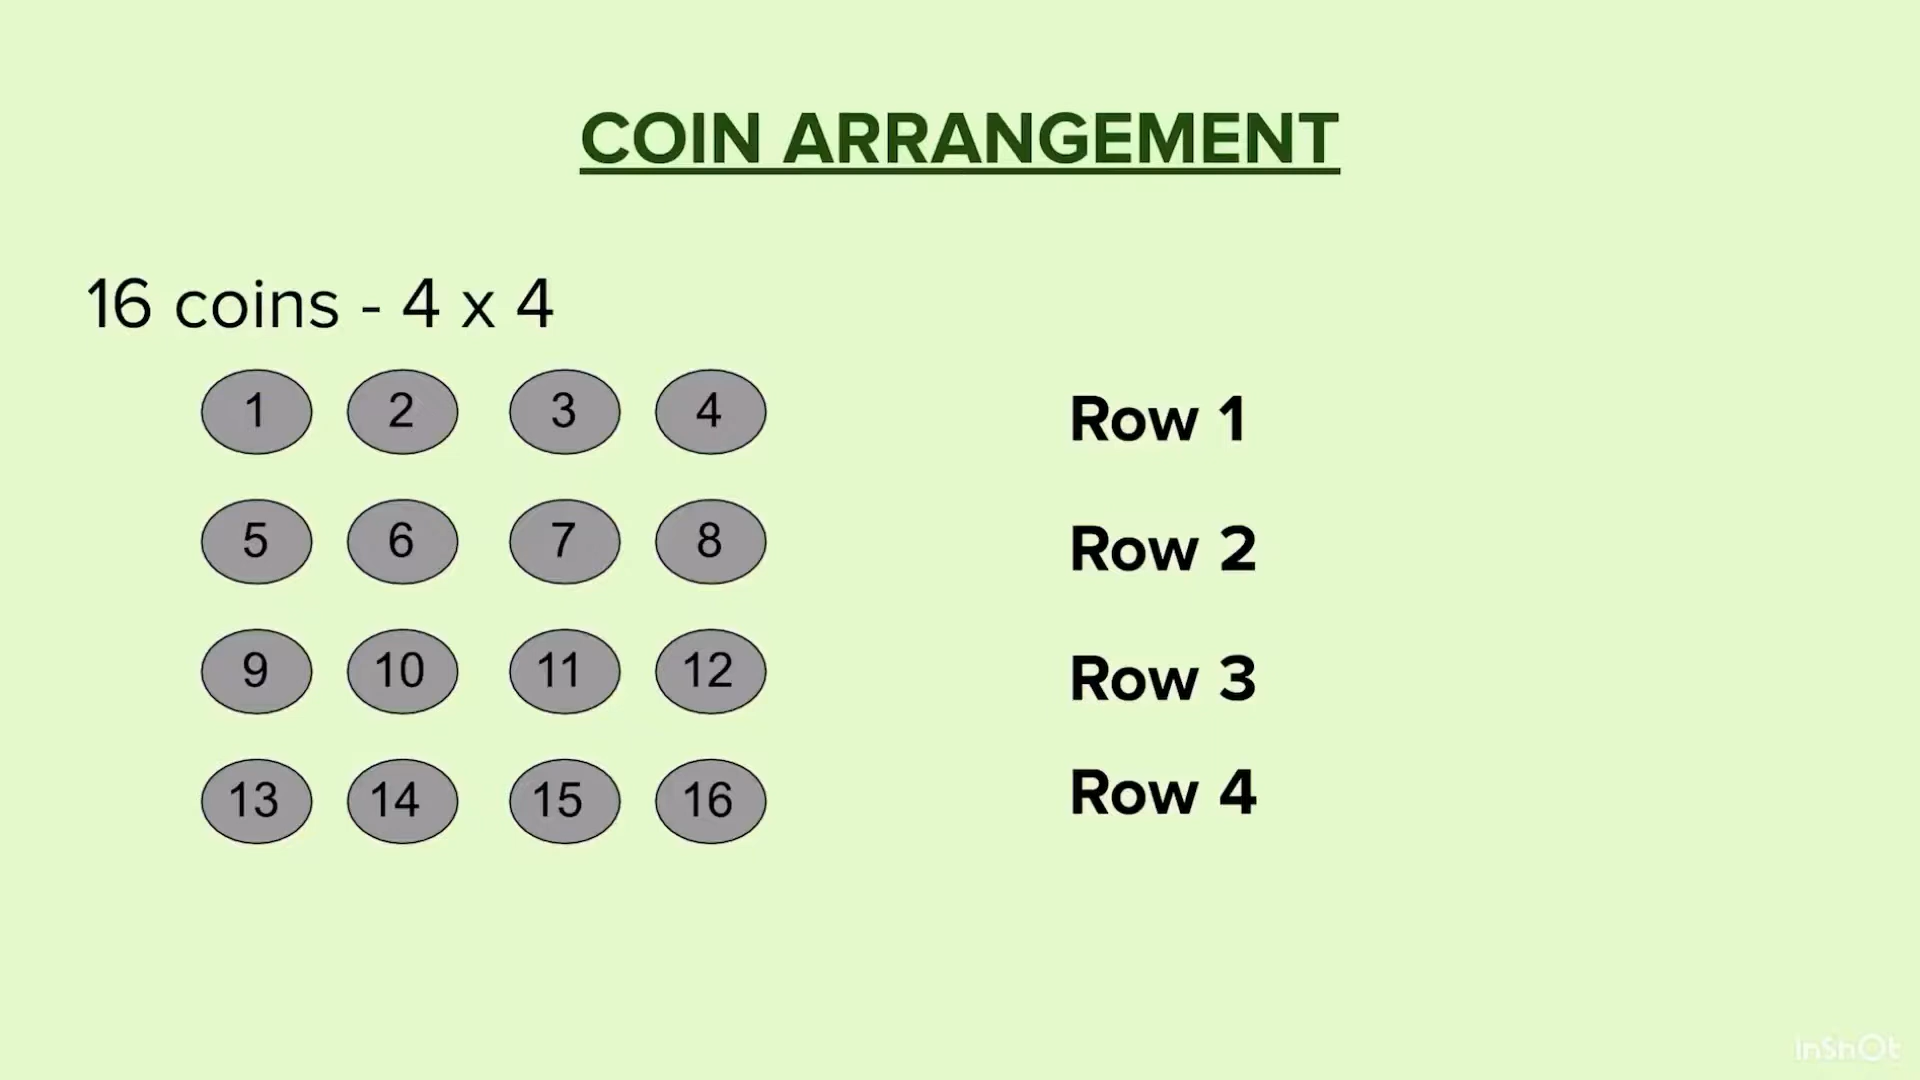 COIN ARRANGEMENT
16 coins - 4 x 4
1 2 3 4 Row 1
5 6 7 8 Row 2
9 10 11 12 Row 3
13 14 15 16 Row 4
InShOt